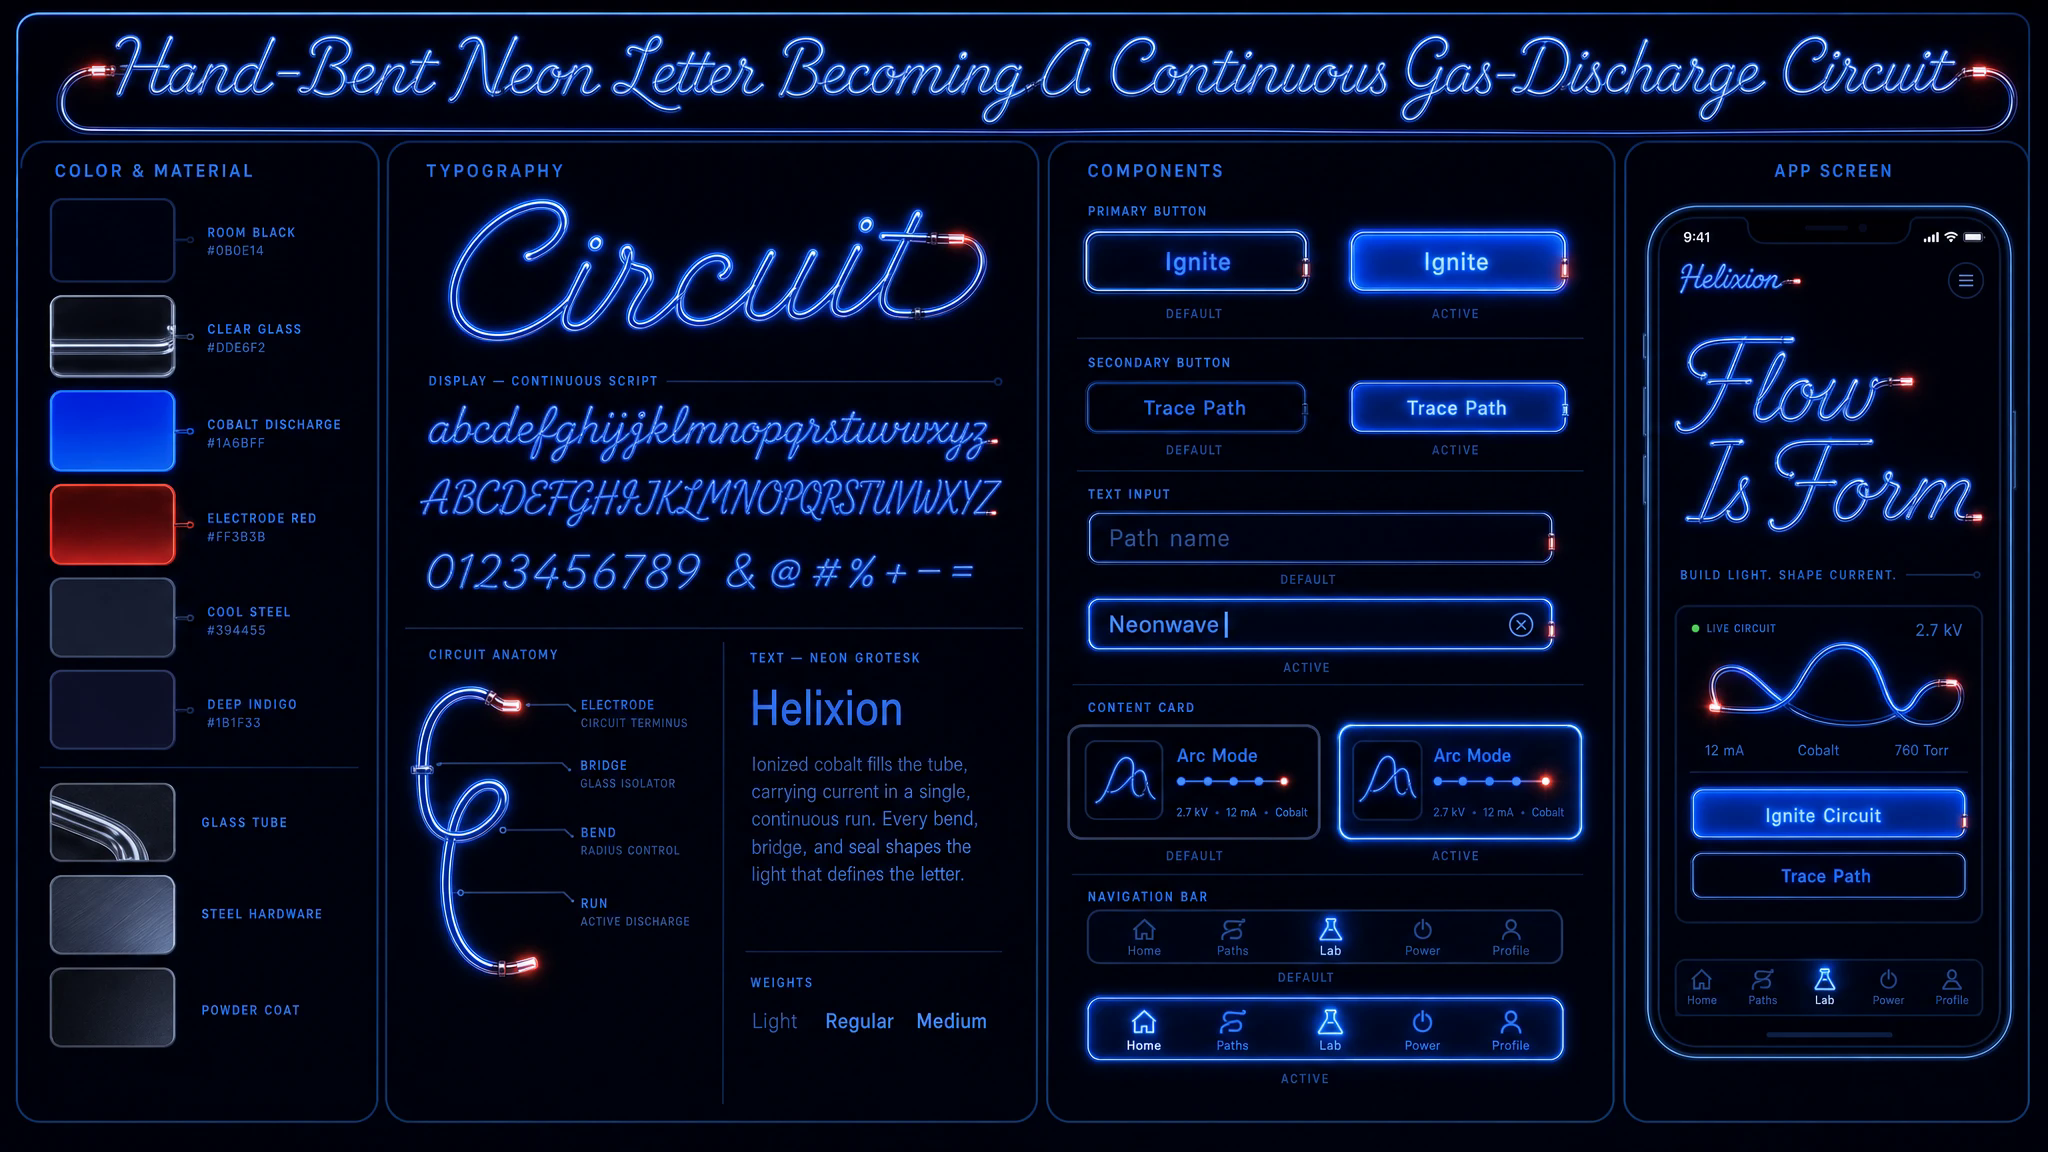 Hand-Bent Neon Letter Becoming A Continuous Gas-Discharge Circuit
COLOR & MATERIAL
ROOM BLACK
#0B0E14
CLEAR GLASS
#DDE6F2
COBALT DISCHARGE
#1A6BFF
ELECTRODE RED
#FF3B3B
COOL STEEL
#394455
DEEP INDIGO
#1B1F33
GLASS TUBE
STEEL HARDWARE
POWDER COAT
TYPOGRAPHY
Circuit
DISPLAY — CONTINUOUS SCRIPT
abcdefghijģklmnopqrstuvwxyz
ABCDEFGHIJKLMNOPQRSTUVWXYZ
0123456789 & @ # % + − =
CIRCUIT ANATOMY
ELECTRODE
CIRCUIT TERMINUS
BRIDGE
GLASS ISOLATOR
BEND
RADIUS CONTROL
RUN
ACTIVE DISCHARGE
TEXT — NEON GROTESK
Helixion
Ionized cobalt fills the tube,
carrying current in a single,
continuous run. Every bend,
bridge, and seal shapes the
light that defines the letter.
WEIGHTS
Light Regular Medium
COMPONENTS
PRIMARY BUTTON
Ignite Ignite
DEFAULT ACTIVE
SECONDARY BUTTON
Trace Path Trace Path
DEFAULT ACTIVE
TEXT INPUT
Path name
DEFAULT
Neonwave
ACTIVE
CONTENT CARD
Arc Mode
2.7 kV • 12 mA • Cobalt
DEFAULT
Arc Mode
2.7 kV • 12 mA • Cobalt
ACTIVE
NAVIGATION BAR
Home Paths Lab Power Profile
DEFAULT
Home Paths Lab Power Profile
ACTIVE
APP SCREEN
9:41
Helixion
Flow
Is Form
BUILD LIGHT. SHAPE CURRENT.
LIVE CIRCUIT 2.7 kV
12 mA Cobalt 760 Torr
Ignite Circuit
Trace Path
Home Paths Lab Power Profile